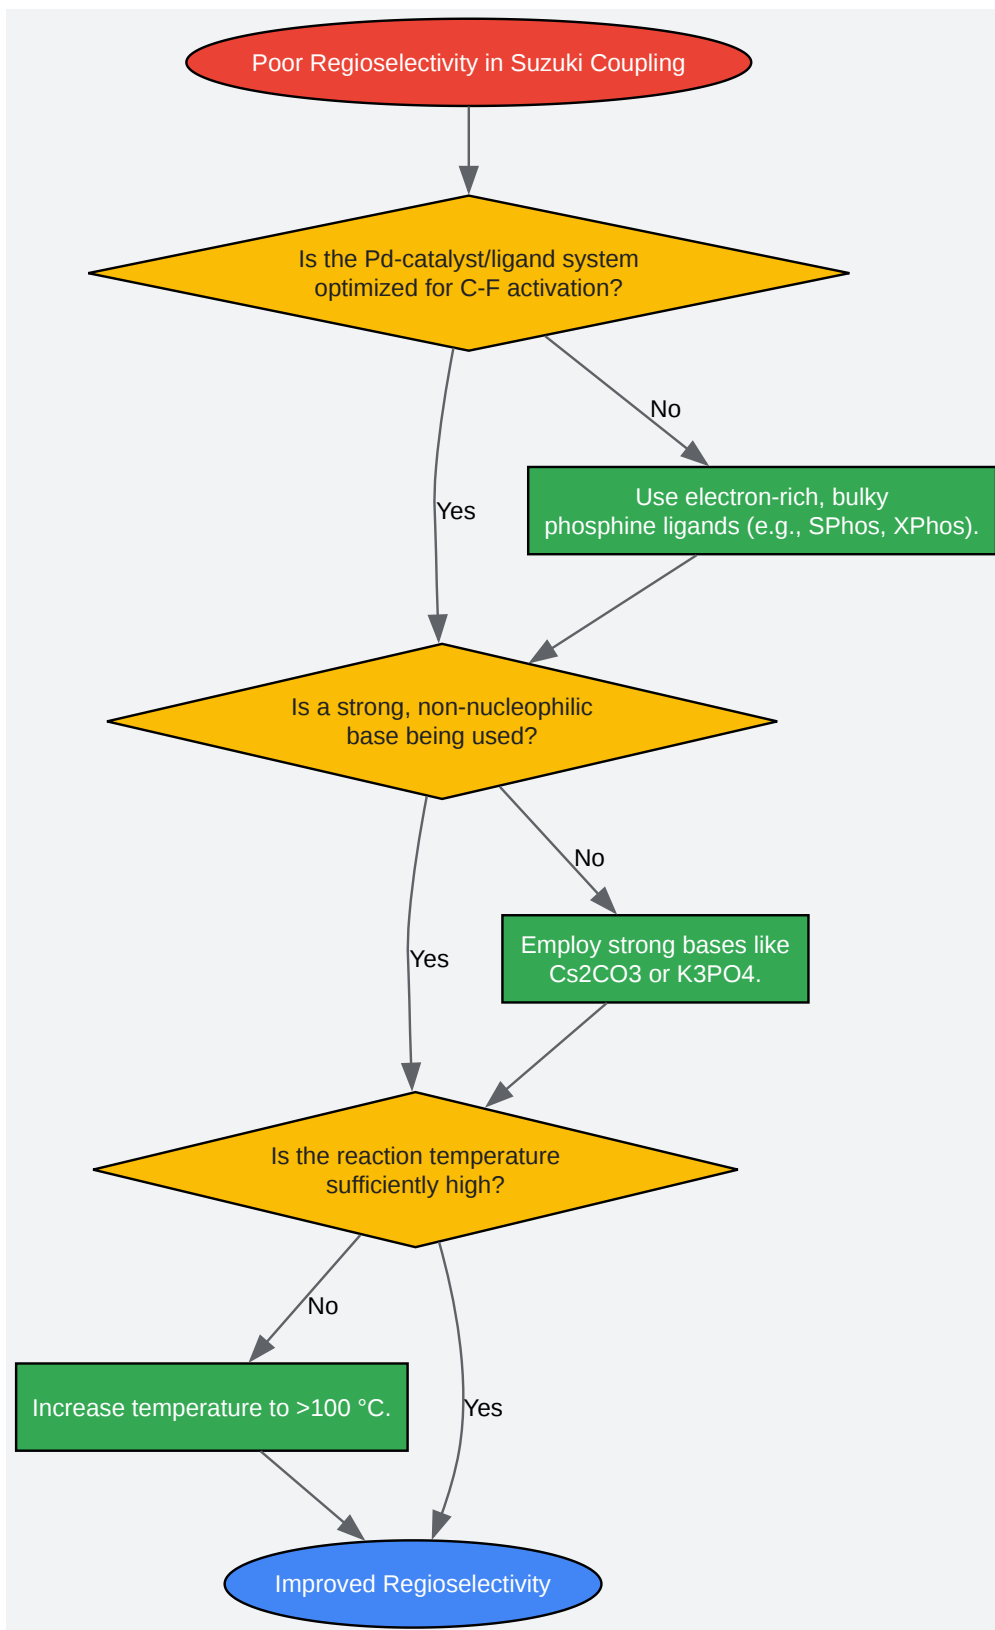 Poor Regioselectivity in Suzuki Coupling
Is the Pd-catalyst/ligand system
optimized for C-F activation?
No
Use electron-rich, bulky
phosphine ligands (e.g., SPhos, XPhos).
Yes
Is a strong, non-nucleophilic
base being used?
No
Employ strong bases like
Cs2CO3 or K3PO4.
Yes
Is the reaction temperature
sufficiently high?
No
Increase temperature to >100 °C.
Yes
Improved Regioselectivity